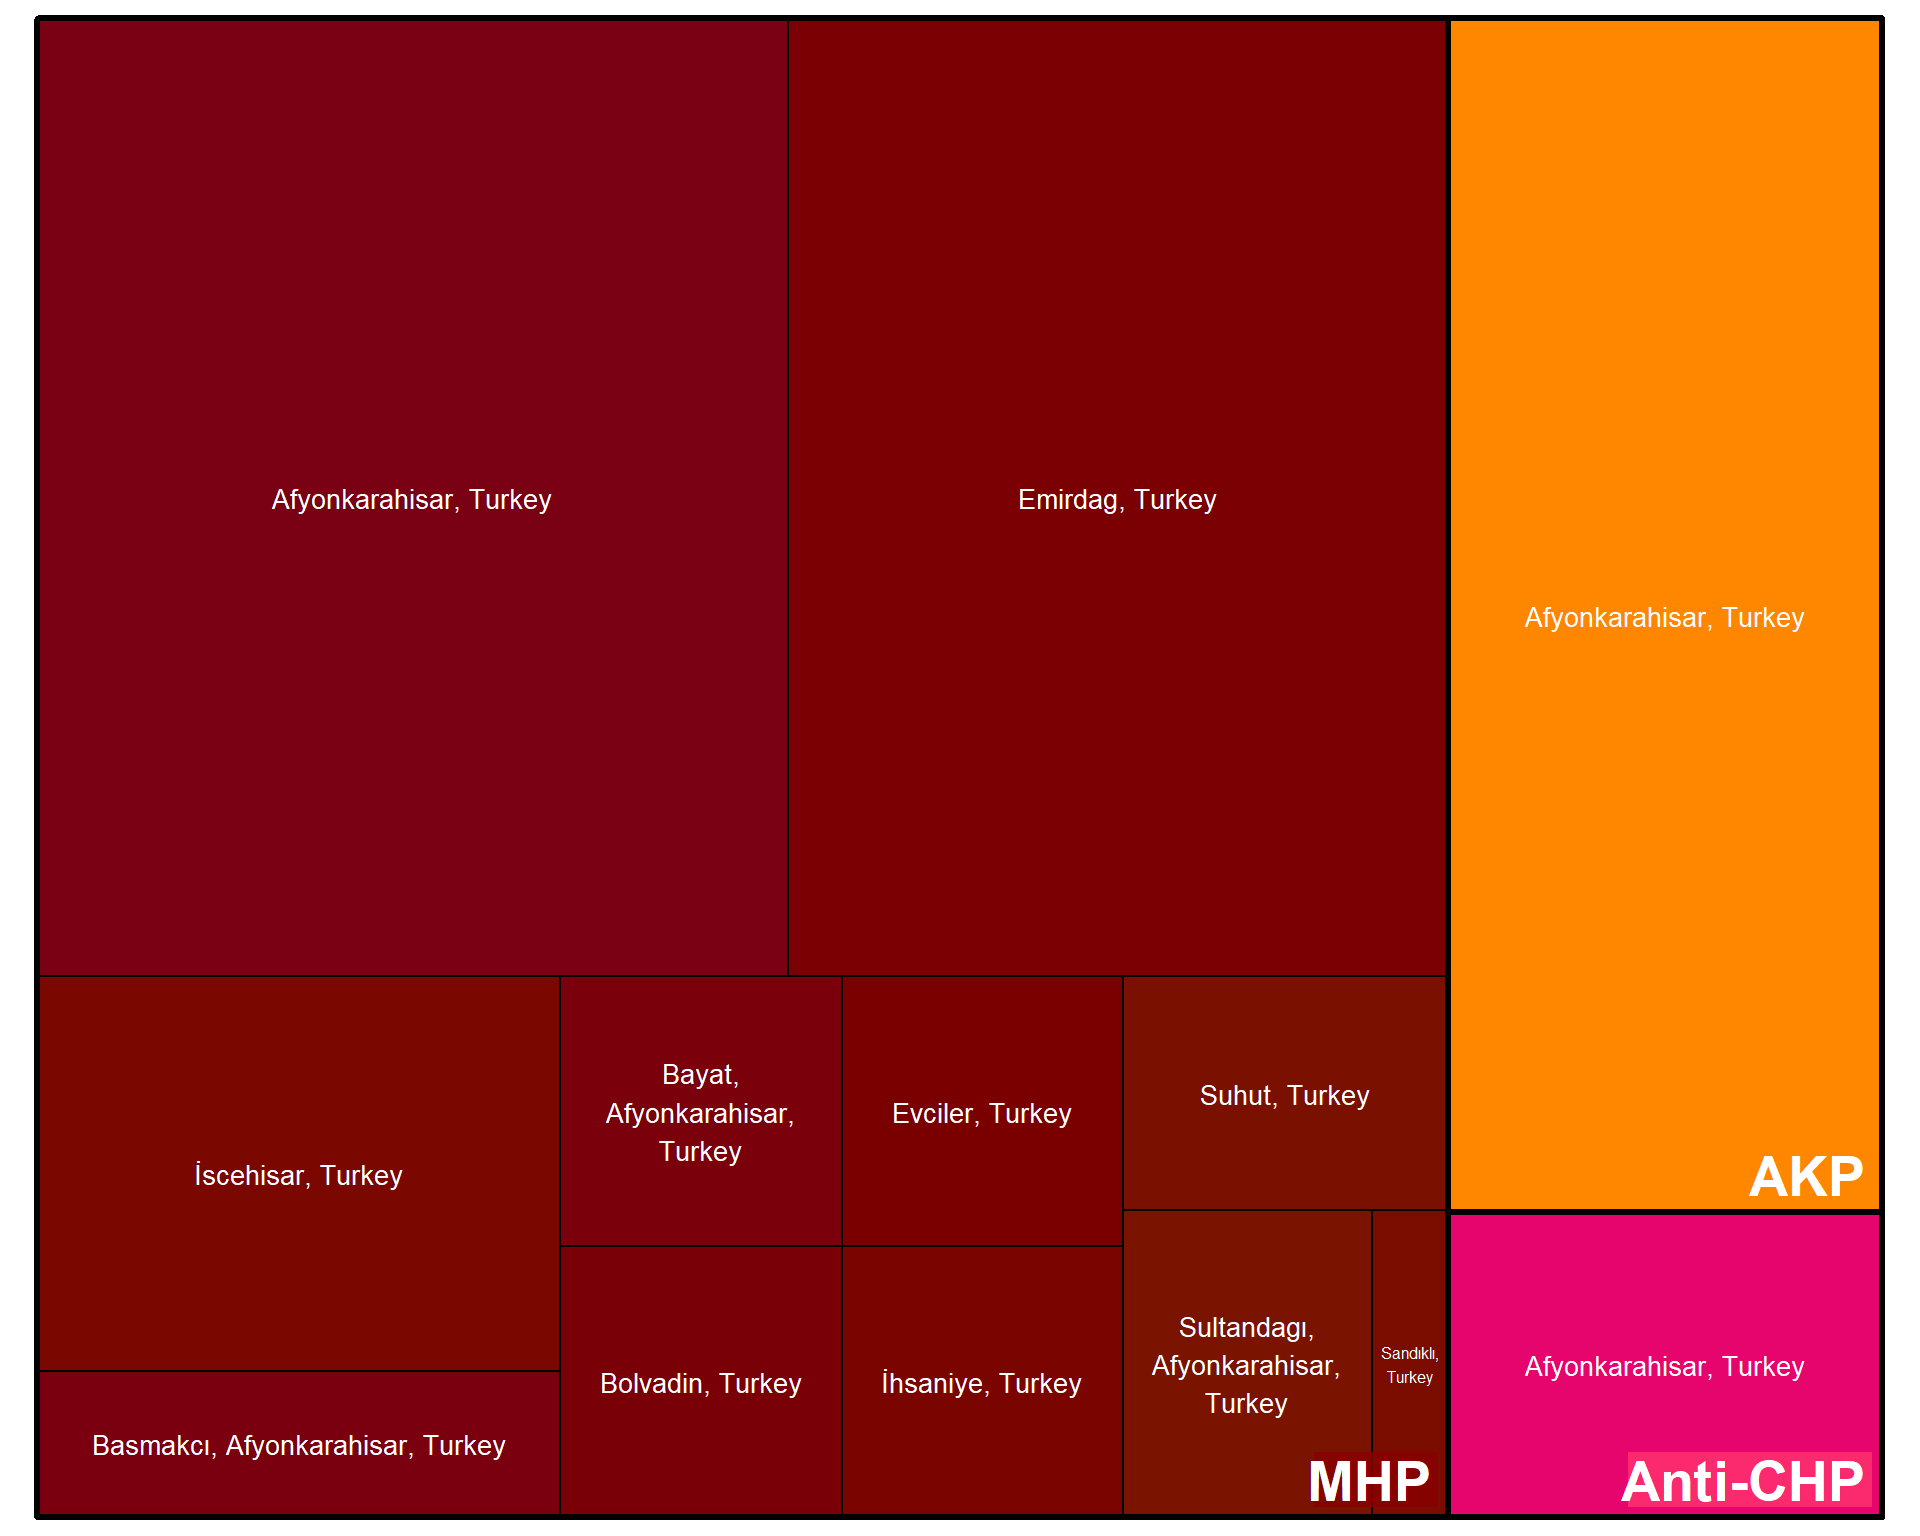 Afyonkarahisar, Turkey
Emirdag, Turkey
Afyonkarahisar, Turkey
AKP
İscehisar, Turkey
Bayat,
Afyonkarahisar,
Turkey
Evciler, Turkey
Suhut, Turkey
Basmakcı, Afyonkarahisar, Turkey
Bolvadin, Turkey
İhsaniye, Turkey
Sultandagı,
Afyonkarahisar,
Turkey
Sandıklı,
Turkey
MHP
Afyonkarahisar, Turkey
Anti-CHP